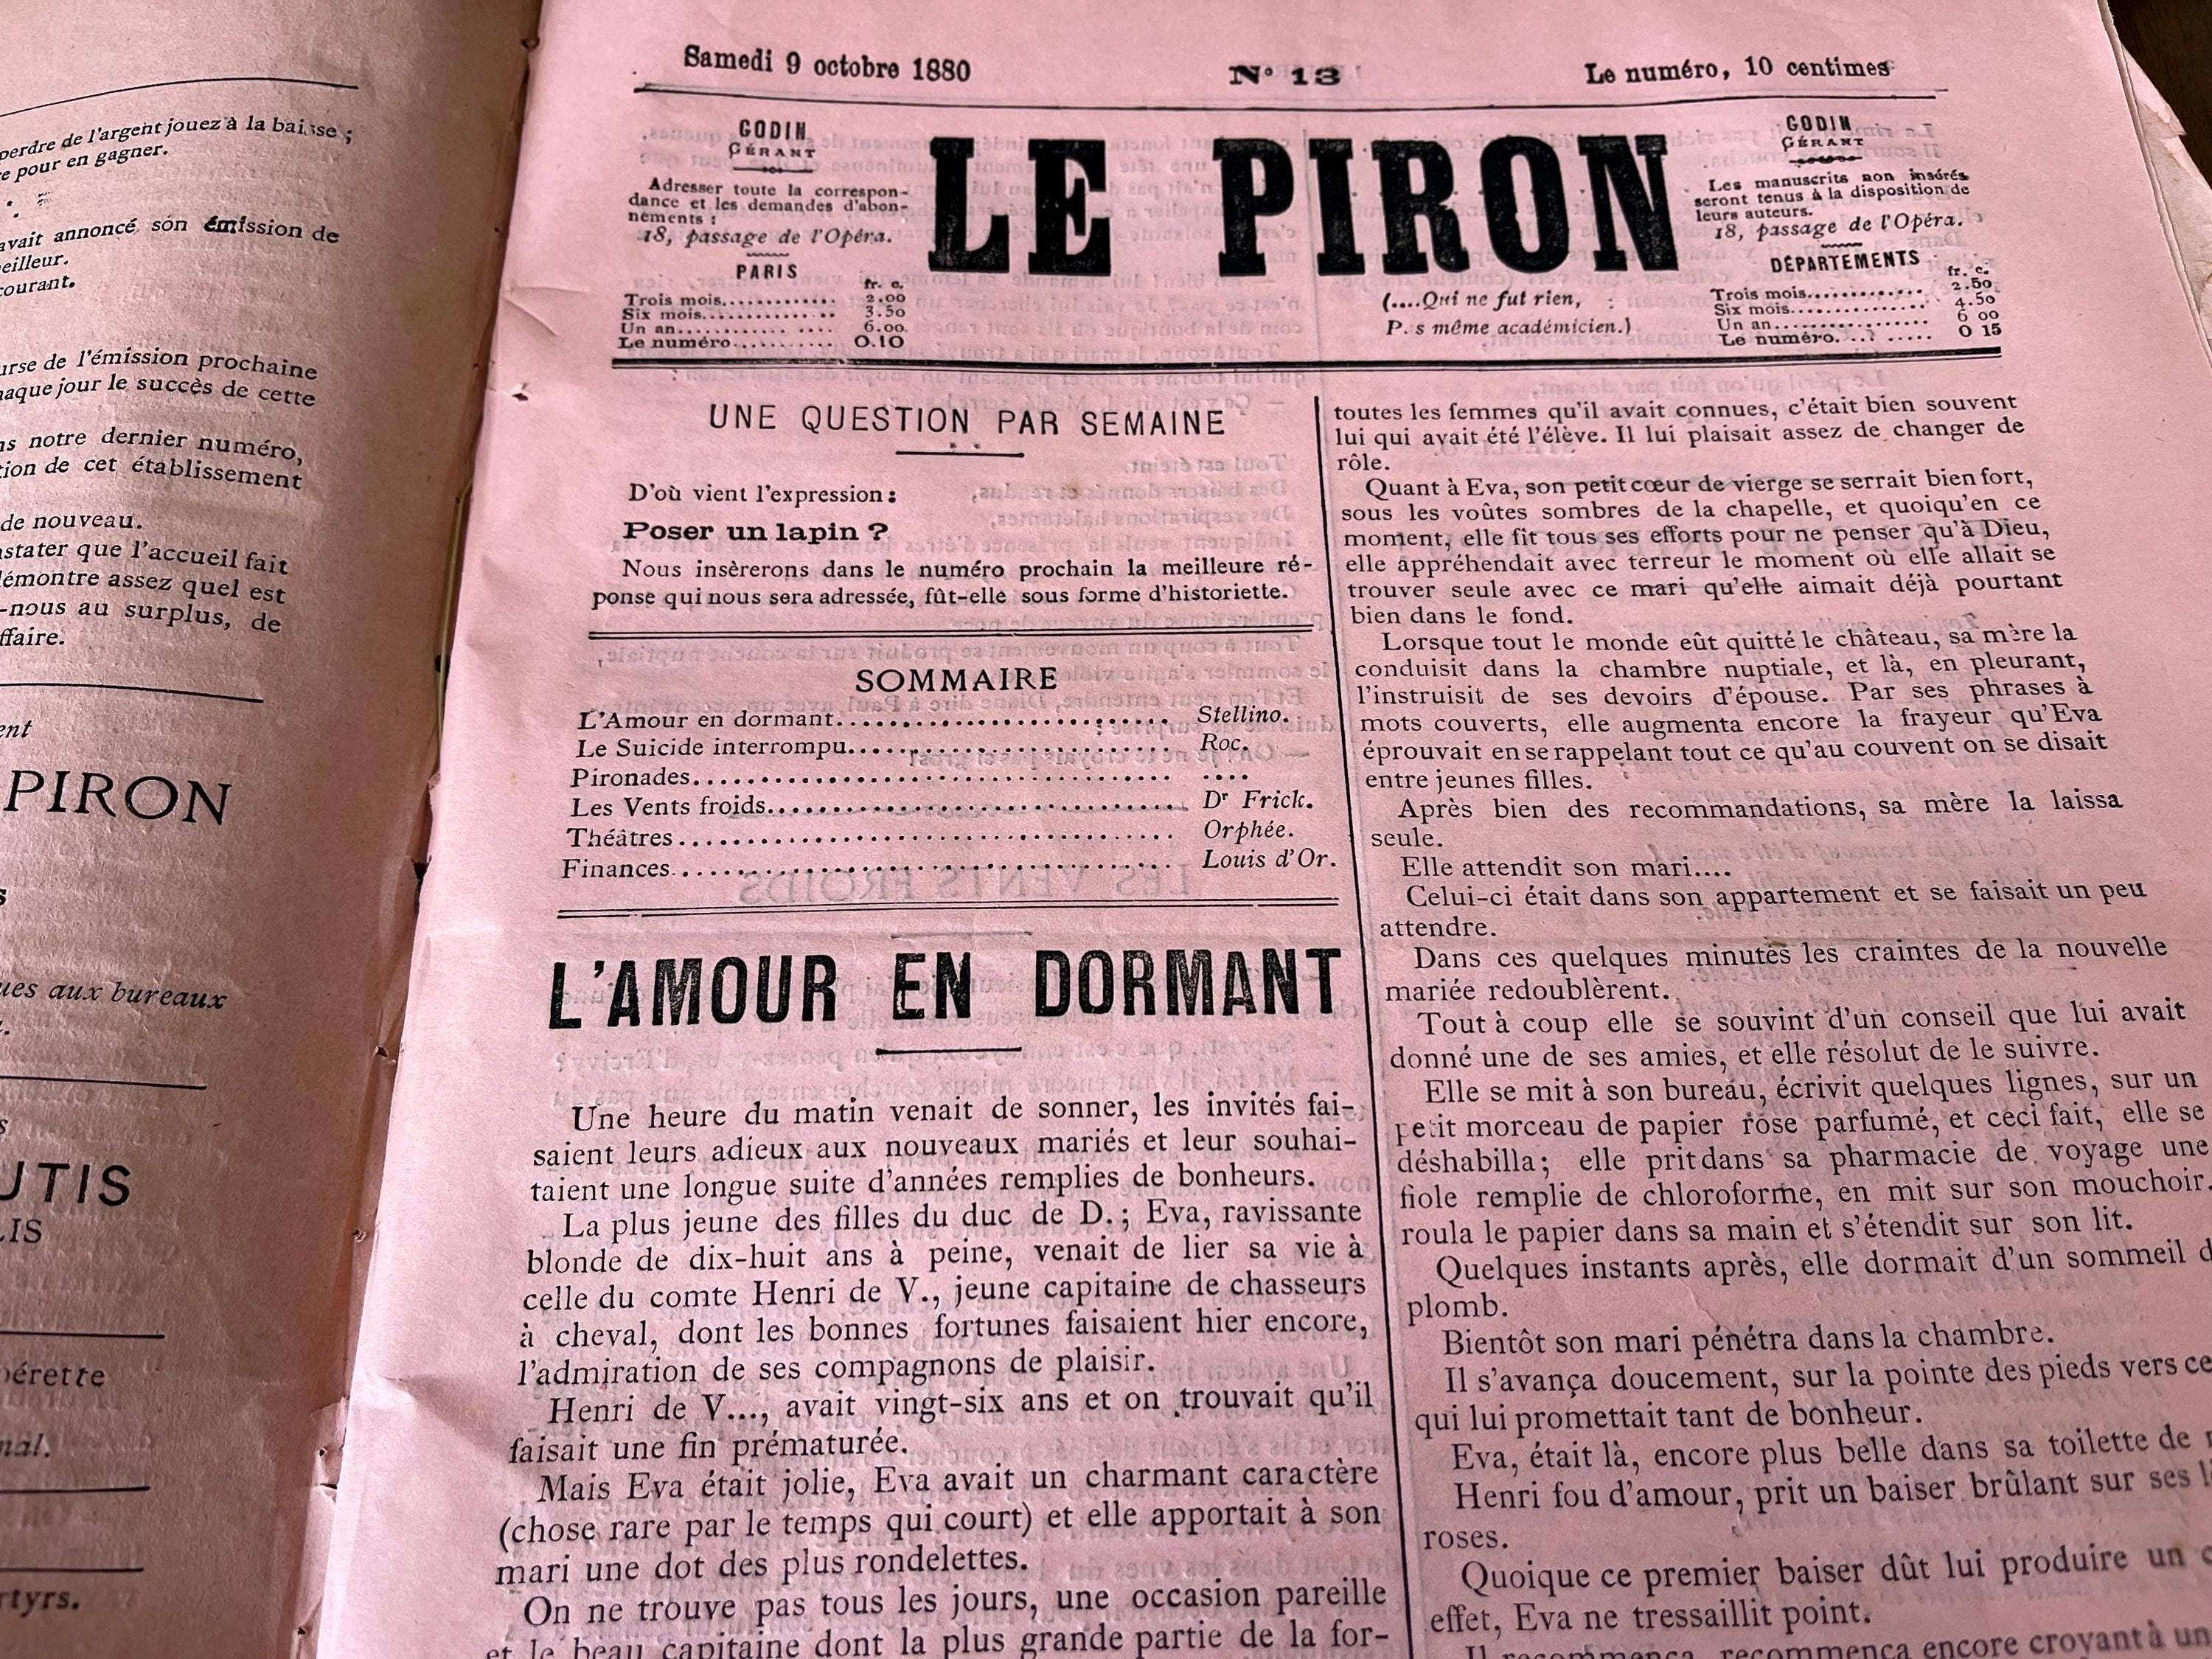 perdre de l'argent jouez à la baisse ;
pour en gagner.
avait annoncé son émission de
courant.
de l'émission prochaine
jour le succès de cette
notre dernier numéro,
de cet établissement
de nouveau.
que l'accueil fait
assez quel est
-nous au surplus, de
PIRON
aux bureaux
Samedi 9 octobre 1880
N° 13
Le numéro, 10 centimes
GODIN
GÉRANT
Adresser toute la correspon-
dance et les demandes d'abon-
nements :
18, passage de l'Opéra.
PARIS
fr. c.
Trois mois............. 2.00
Six mois............... 3.50
Un an............ .... 6.00
Le numéro........... 0.10
LE PIRON
(....Qui ne fut rien,
P.s même académicien.)
GODIN
GÉRANT
Les manuscrits non insérés
seront tenus à la disposition de
leurs auteurs.
18, passage de l'Opéra.
DÉPARTEMENTS
fr. c.
Trois mois............ 2.50
Six mois............... 4.50
Un an................. 6 00
Le numéro. ... ..... 0 15
UNE QUESTION PAR SEMAINE
D'où vient l'expression :
Poser un lapin ?
Nous insèrerons dans le numéro prochain la meilleure ré-
ponse qui nous sera adressée, fût-elle sous forme d'historiette.
SOMMAIRE
L'Amour en dormant............................ Stellino.
Le Suicide interrompu........................... Roc.
Pironades........................................ ....
Les Vents froids................................. Dr Frick.
Théâtres......................................... Orphée.
Finances......................................... Louis d'Or.
L'AMOUR EN DORMANT
Une heure du matin venait de sonner, les invités fai-
saient leurs adieux aux nouveaux mariés et leur souhai-
taient une longue suite d'années remplies de bonheurs.
La plus jeune des filles du duc de D. ; Eva, ravissante
blonde de dix-huit ans à peine, venait de lier sa vie à
celle du comte Henri de V., jeune capitaine de chasseurs
à cheval, dont les bonnes fortunes faisaient hier encore,
l'admiration de ses compagnons de plaisir.
Henri de V..., avait vingt-six ans et on trouvait qu'il
faisait une fin prématurée.
Mais Eva était jolie, Eva avait un charmant caractère
(chose rare par le temps qui court) et elle apportait à son
mari une dot des plus rondelettes.
On ne trouve pas tous les jours, une occasion pareille
et le beau capitaine dont la plus grande partie de la for-
toutes les femmes qu'il avait connues, c'était bien souvent
lui qui avait été l'élève. Il lui plaisait assez de changer de
rôle.
Quant à Eva, son petit cœur de vierge se serrait bien fort,
sous les voûtes sombres de la chapelle, et quoiqu'en ce
moment, elle fit tous ses efforts pour ne penser qu'à Dieu,
elle appréhendait avec terreur le moment où elle allait se
trouver seule avec ce mari qu'elle aimait déjà pourtant
bien dans le fond.
Lorsque tout le monde eût quitté le château, sa mère la
conduisit dans la chambre nuptiale, et là, en pleurant,
l'instruisit de ses devoirs d'épouse. Par ses phrases à
mots couverts, elle augmenta encore la frayeur qu'Eva
éprouvait en se rappelant tout ce qu'au couvent on se disait
entre jeunes filles.
Après bien des recommandations, sa mère la laissa
seule.
Elle attendit son mari....
Celui-ci était dans son appartement et se faisait un peu
attendre.
Dans ces quelques minutes les craintes de la nouvelle
mariée redoublèrent.
Tout à coup elle se souvint d'un conseil que lui avait
donné une de ses amies, et elle résolut de le suivre.
Elle se mit à son bureau, écrivit quelques lignes, sur un
petit morceau de papier rose parfumé, et ceci fait, elle se
déshabilla ; elle prit dans sa pharmacie de voyage une
fiole remplie de chloroforme, en mit sur son mouchoir.
roula le papier dans sa main et s'étendit sur son lit.
Quelques instants après, elle dormait d'un sommeil
plomb.
Bientôt son mari pénétra dans la chambre.
Il s'avança doucement, sur la pointe des pieds vers
qui lui promettait tant de bonheur.
Eva, était là, encore plus belle dans sa toilette de
Henri fou d'amour, prit un baiser brûlant sur ses
roses.
Quoique ce premier baiser dût lui produire un
effet, Eva ne tressaillit point.
Il recommença, recommença encore croyant à un